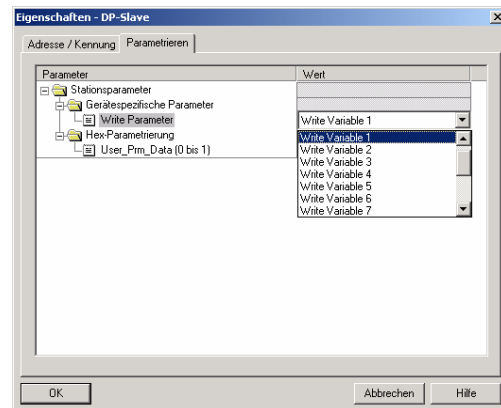 Eigenschaften - DP-Slave
Adresse / Kennung Parametrieren
Parameter Wert
Stationsparameter
Gerätespezifische Parameter
Write Parameter Write Variable 1
Hex-Parametrierung Write Variable 1
User_Prm_Data (0 bis 1) Write Variable 2
Write Variable 3
Write Variable 4
Write Variable 5
Write Variable 6
Write Variable 7
OK Abbrechen Hilfe